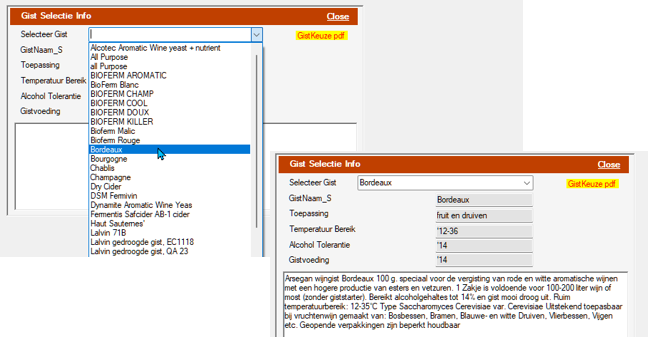 Gist Selectie Info
Close
Selecteer Gist
GistKeuze pdf
GistNaam_S
Toepassing
Temperatuur Bereik
Alcohol Tolerantie
Gistvoeding
Alcotec Aromatic Wine yeast + nutrient
All Purpose
all Purpose
BIOFERM AROMATIC
BioFerm Blanc
BIOFERM CHAMP
BIOFERM COOL
BIOFERM DOUX
BIOFERM KILLER
Bioferm Malic
Bioferm Rouge
Bordeaux
Bourgogne
Chablis
Champagne
Dry Cider
DSM Fermivin
Dynamite Aromatic Wine Yeas
Fermentis Safcider AB-1 cider
Haut Sauternes'
Lalvin 71B
Lalvin gedroogde gist, EC1118
Lalvin gedroogde gist, QA 23
Gist Selectie Info
Close
Selecteer Gist
Bordeaux
GistKeuze pdf
GistNaam_S
Bordeaux
Toepassing
fruit en druiven
Temperatuur Bereik
'12-36
Alcohol Tolerantie
'14
Gistvoeding
'14
Arsegan wijngist Bordeaux 100 g. speciaal voor de vergisting van rode en witte aromatische wijnen
met een hogere productie van esters en vetzuren. 1 Zakje is voldoende voor 100-200 liter wijn of
most (zonder giststarter). Bereikt alcoholgehaltes tot 14% en gist mooi droog uit. Ruim
temperatuurbereik: 12-35°C Type Saccharomyces Cerevisiae var. Cerevisiae Uitstekend toepasbaar
bij vruchtenwijn gemaakt van: Bosbessen, Bramen, Blauwe- en witte Druiven, Vlierbessen, Vijgen
etc. Geopende verpakkingen zijn beperkt houdbaar